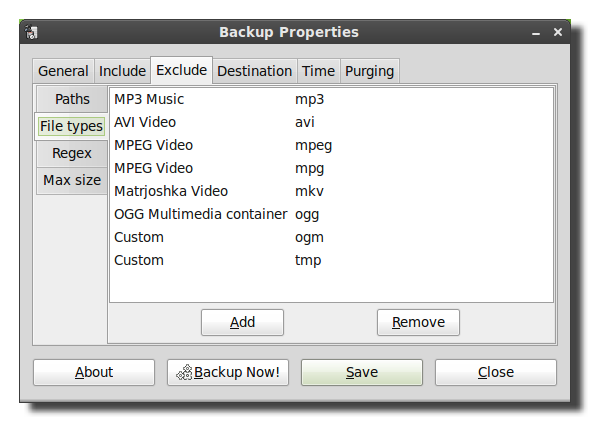 Backup Properties
General Include Exclude Destination Time Purging
Paths
File types
Regex
Max size
MP3 Music mp3
AVI Video avi
MPEG Video mpeg
MPEG Video mpg
Matrjoshka Video mkv
OGG Multimedia container ogg
Custom ogm
Custom tmp
Add Remove
About Backup Now! Save Close